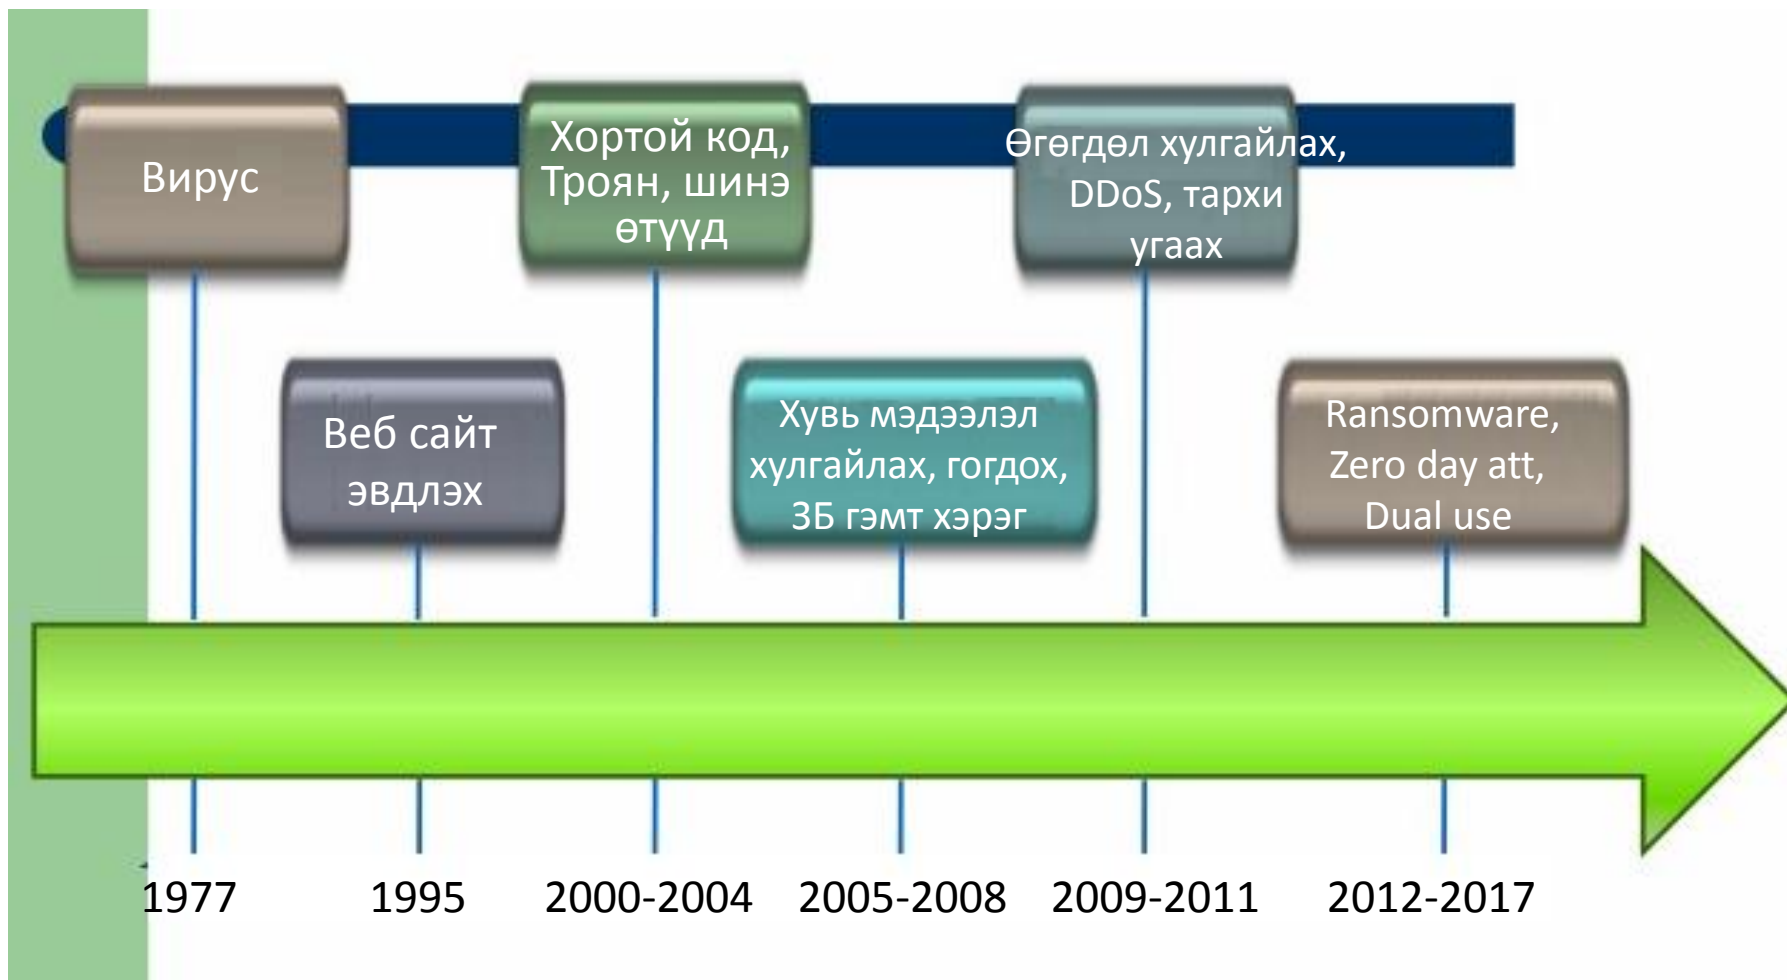 Вирус
Хортой код,
Троян, шинэ
өтүүд
Өгөгдөл хулгайлах,
DDoS, тархи
угаах
Веб сайт
эвдлэх
Хувь мэдээлэл
хулгайлах, гогдох,
ЗБ гэмт хэрэг
Ransomware,
Zero day att,
Dual use
1977
1995
2000-2004
2005-2008
2009-2011
2012-2017